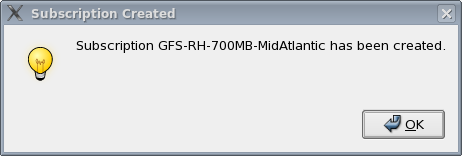 Subscription Created
Subscription GFS-RH-700MB-MidAtlantic has been created.
OK